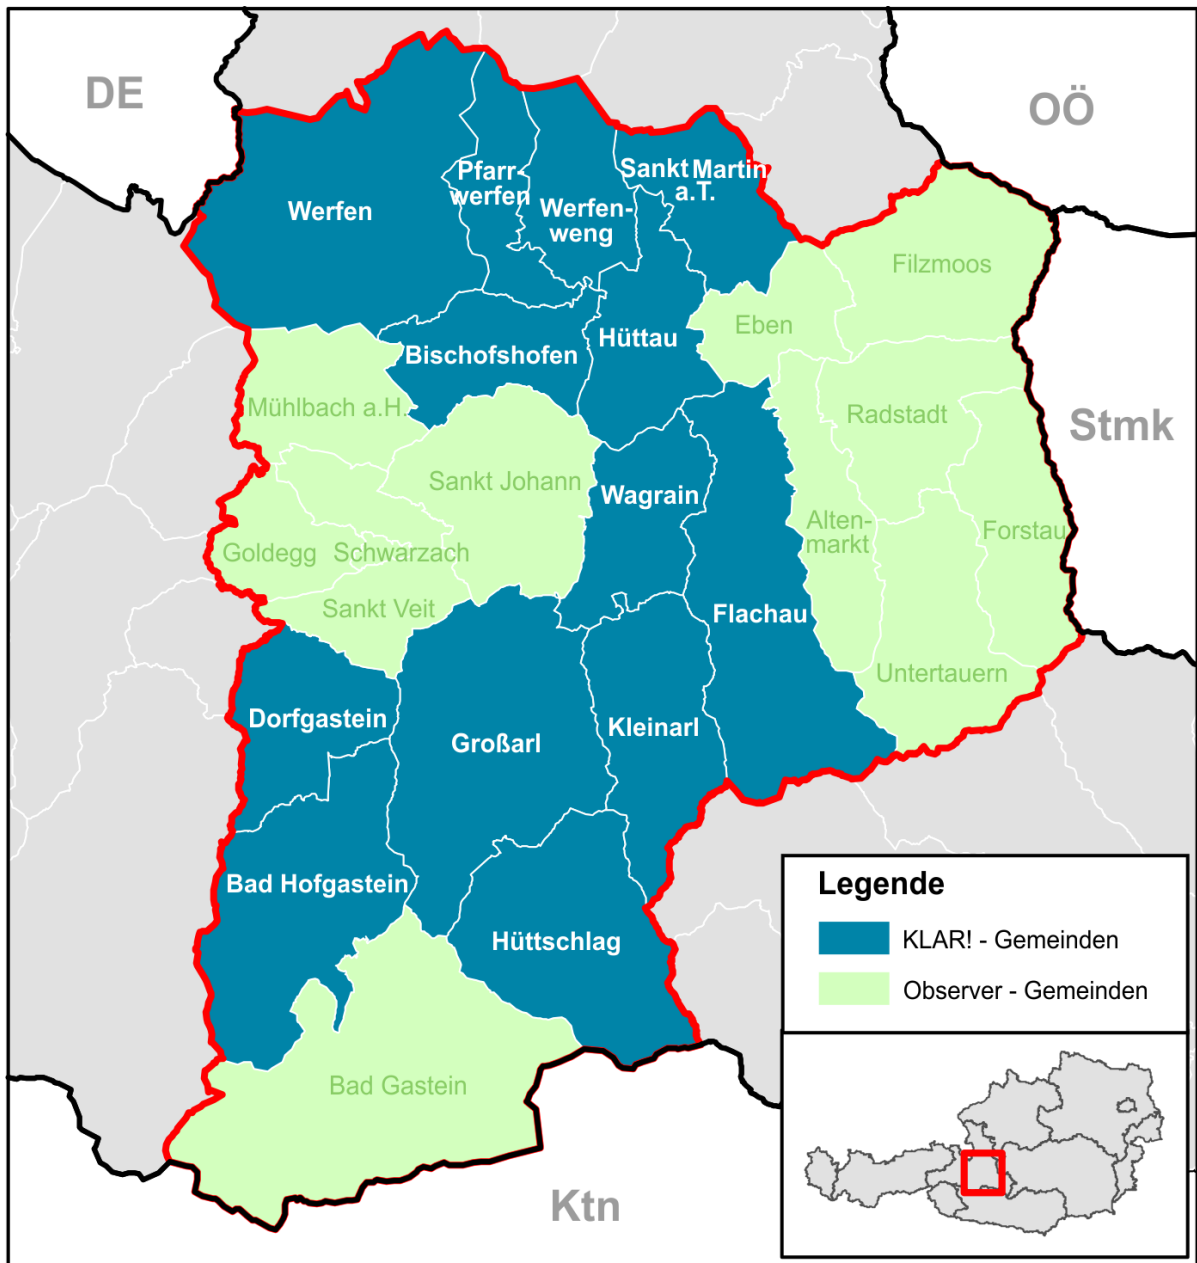 DE
OÖ
Pfarr-
werfen
Sankt Martin
a.T.
Werfen
Werfen-
weng
Filzmoos
Eben
Hüttau
Bischofshofen
Mühlbach a.H.
Radstadt
Stmk
Sankt Johann
Wagrain
Alten-
markt
Forstau
Goldegg
Schwarzach
Sankt Veit
Flachau
Untertauern
Dorfgastein
Großarl
Kleinarl
Bad Hofgastein
Hüttschlag
Bad Gastein
Ktn
Legende
KLAR! - Gemeinden
Observer - Gemeinden